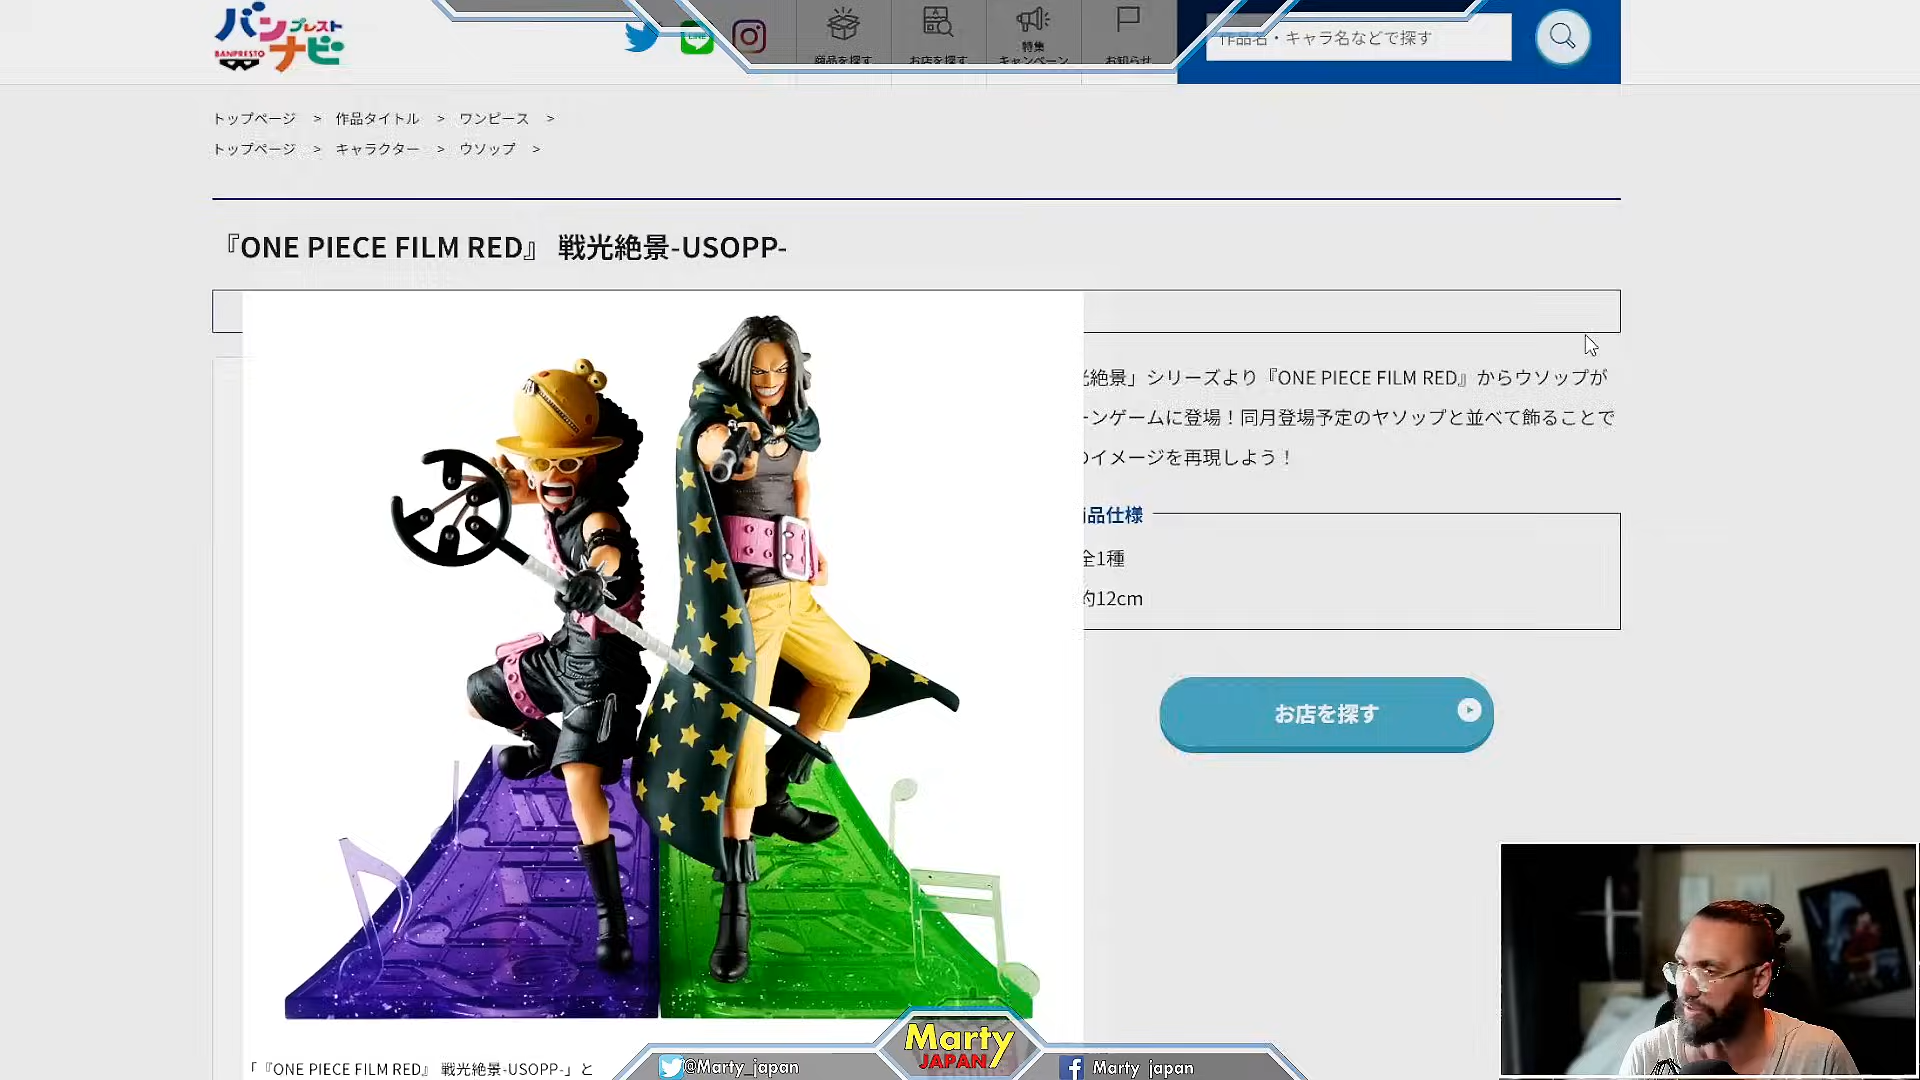 バンプレストナビ
BANPRESTO
LINE
商品を探す
お店を探す
特集
キャンペーン
お知らせ
作品名・キャラ名などで探す
トップページ > 作品タイトル > ワンピース >
トップページ > キャラクター > ウソップ >
『ONE PIECE FILM RED』 戦光絶景-USOPP-
絶景」シリーズより『ONE PIECE FILM RED』からウソップが
ーンゲームに登場！同月登場予定のヤソップと並べて飾ることで
イメージを再現しよう！
品仕様
全1種
約12cm
お店を探す
「『ONE PIECE FILM RED』 戦光絶景-USOPP-」と
Marty
JAPAN
@Marty_japan
Marty japan